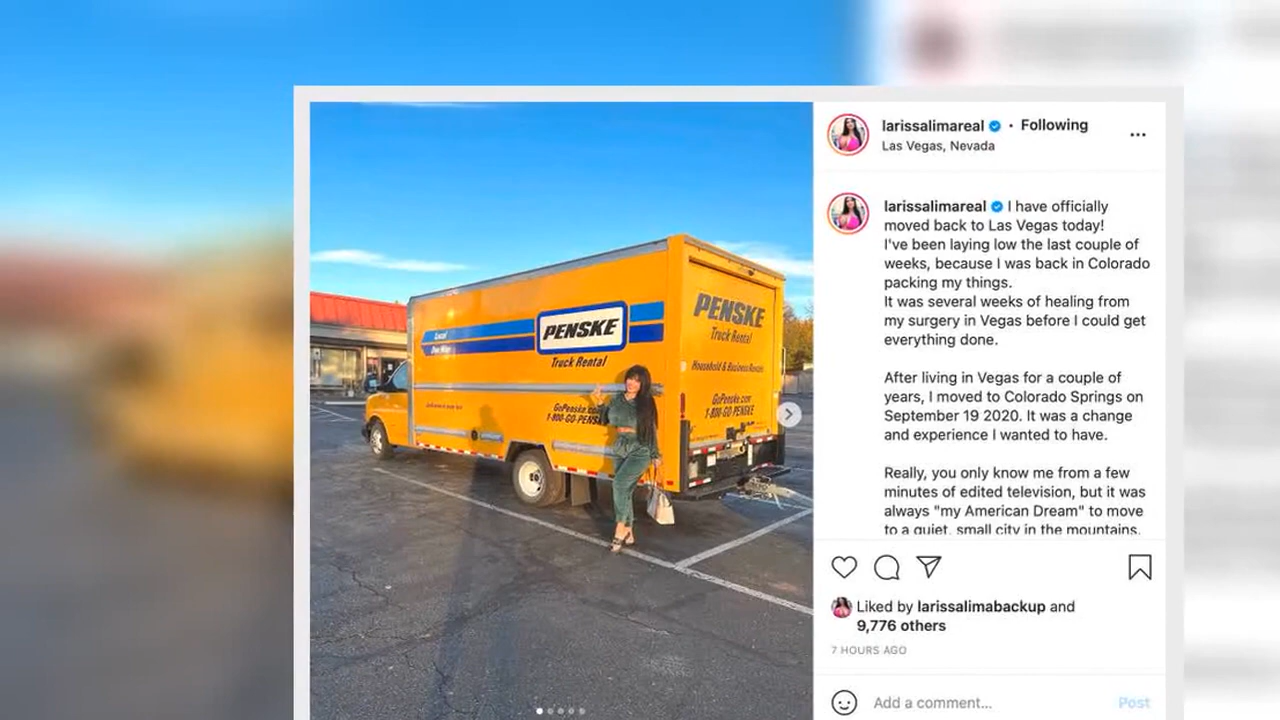 larissalimareal • Following
Las Vegas, Nevada
larissalimareal I have officially
moved back to Las Vegas today!
I've been laying low the last couple of
weeks, because I was back in Colorado
packing my things.
It was several weeks of healing from
my surgery in Vegas before I could get
everything done.
After living in Vegas for a couple of
years, I moved to Colorado Springs on
September 19 2020. It was a change
and experience I wanted to have.
Really, you only know me from a few
minutes of edited television, but it was
always "my American Dream" to move
to a quiet, small city in the mountains.
Liked by larissalimabackup and
9,776 others
7 HOURS AGO
Add a comment... Post
Local
One-Way
PENSKE
Truck Rental
GoPenske.com
1-800-GO-PENSK
PENSKE
Truck Rental
Household & Business Rentals
GoPenske.com
1-800-GO-PENSKE